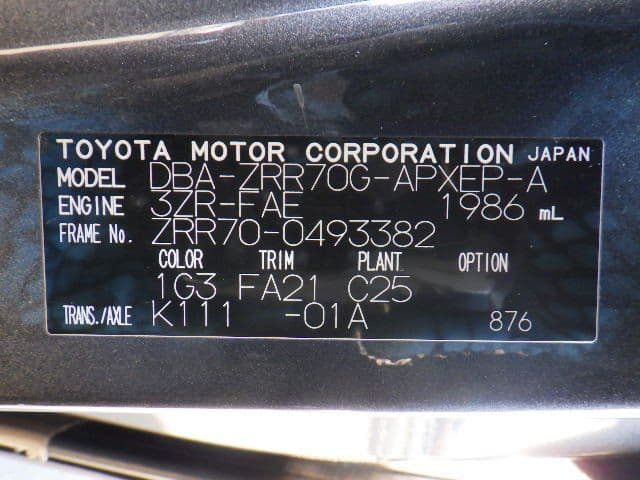 TOYOTA MOTOR CORPORATION JAPAN
MODEL DBA-ZRR70G-APXEP-A
ENGINE 3ZR-FAE 1986 mL
FRAME No. ZRR70-0493382
COLOR TRIM PLANT OPTION
1G3 FA21 C25
TRANS./AXLE K111 -01A 876